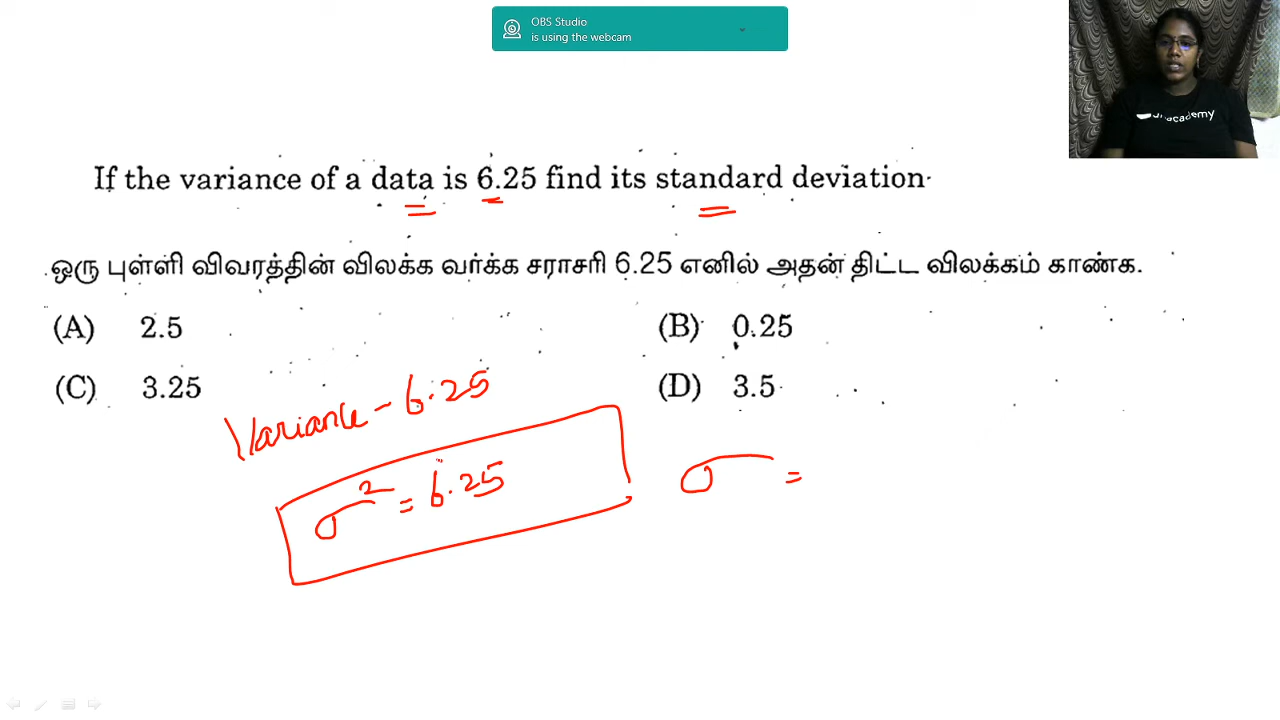 OBS Studio
is using the webcam
If the variance of a data is 6.25 find its standard deviation
ஒரு புள்ளி விவரத்தின் விலக்க வர்க்க சராசரி 6.25 எனில் அதன் திட்ட விலக்கம் காண்க.
(A) 2.5 (B) 0.25
(C) 3.25 (D) 3.5
Variance - 6.25
σ² = 6.25 σ =